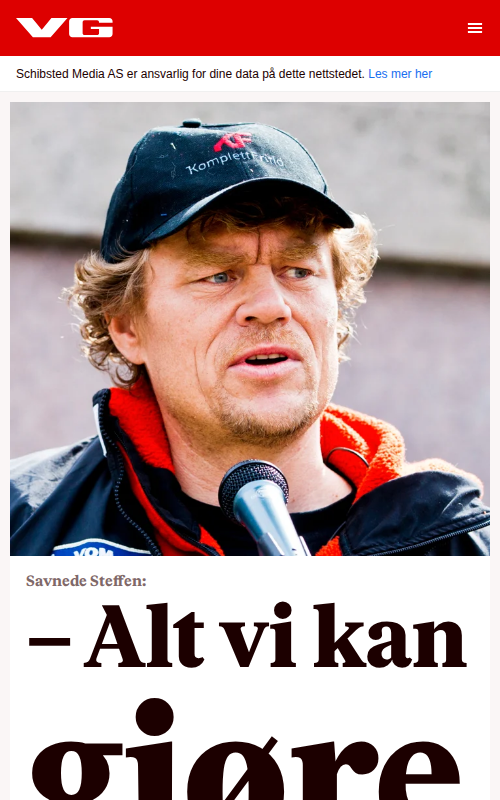 VG
Schibsted Media AS er ansvarlig for dine data på dette nettstedet. Les mer her
KomplettFritid
Savnede Steffen:
– Alt vi kan
gjøre